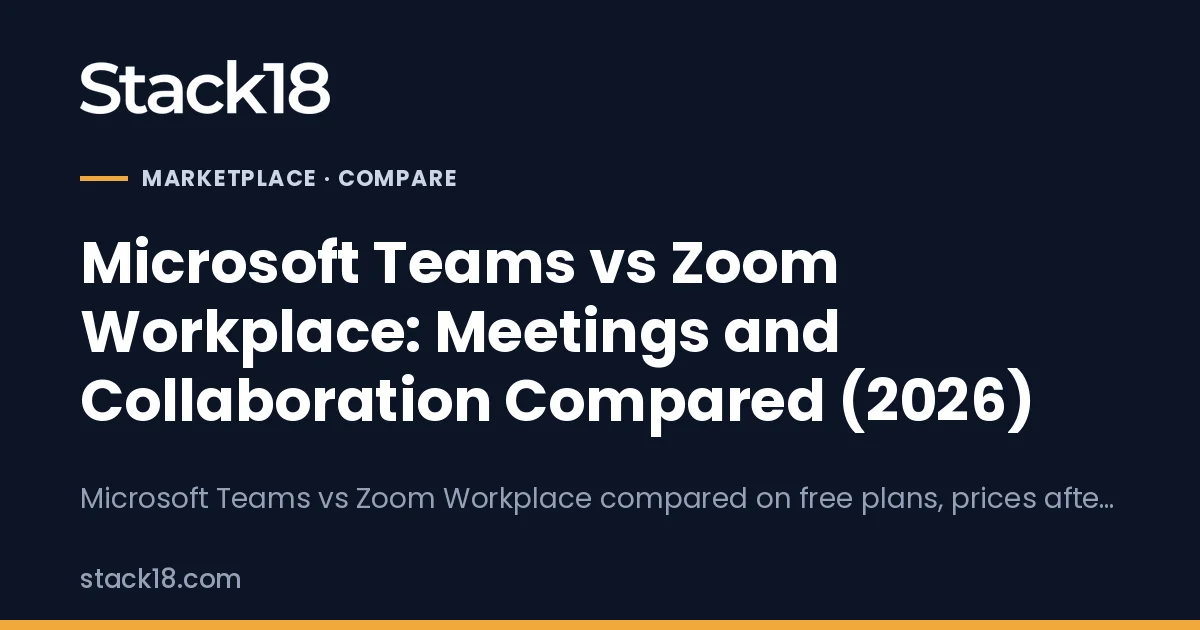 Stack18
MARKETPLACE · COMPARE
Microsoft Teams vs Zoom
Workplace: Meetings and
Collaboration Compared (2026)
Microsoft Teams vs Zoom Workplace compared on free plans, prices afte...
stack18.com